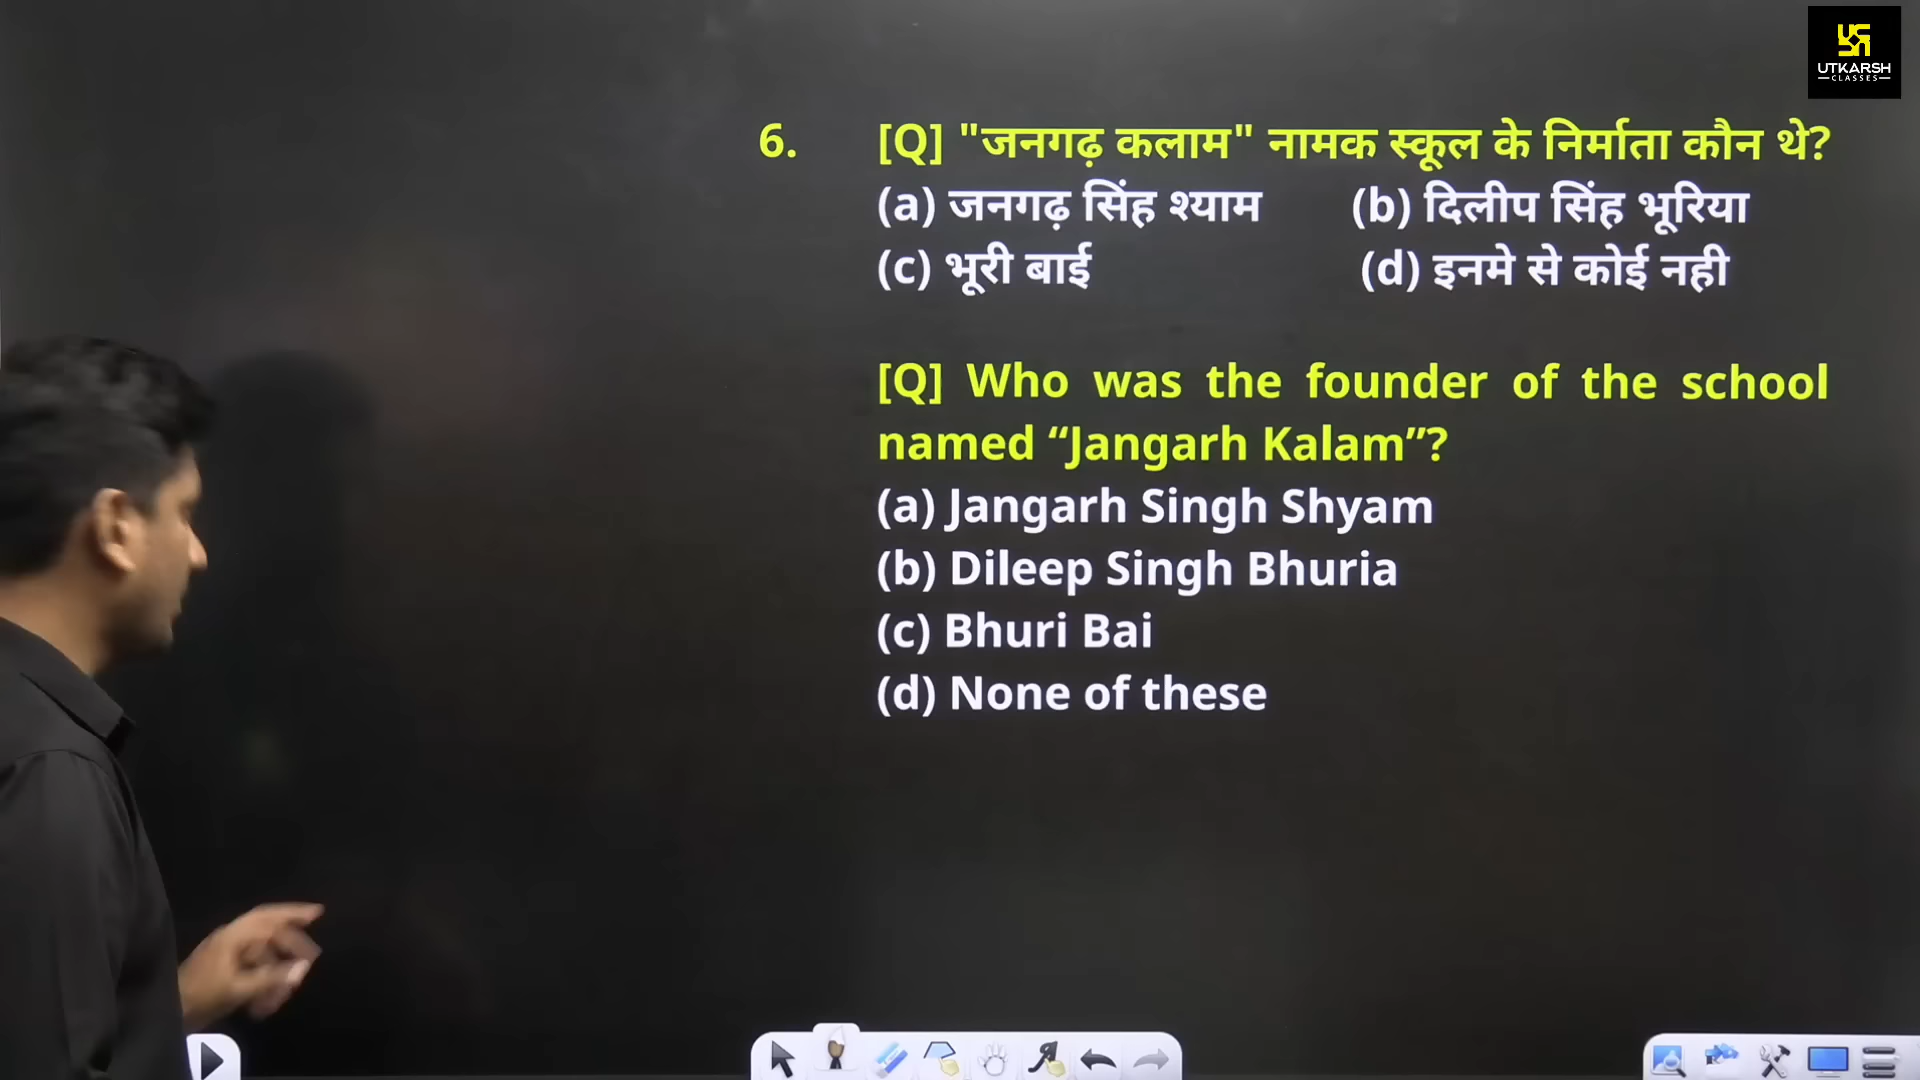 UTKARSH
CLASSES
6. [Q] "जनगढ़ कलाम" नामक स्कूल के निर्माता कौन थे?
(a) जनगढ़ सिंह श्याम (b) दिलीप सिंह भूरिया
(c) भूरी बाई (d) इनमे से कोई नही
[Q] Who was the founder of the school
named “Jangarh Kalam”?
(a) Jangarh Singh Shyam
(b) Dileep Singh Bhuria
(c) Bhuri Bai
(d) None of these